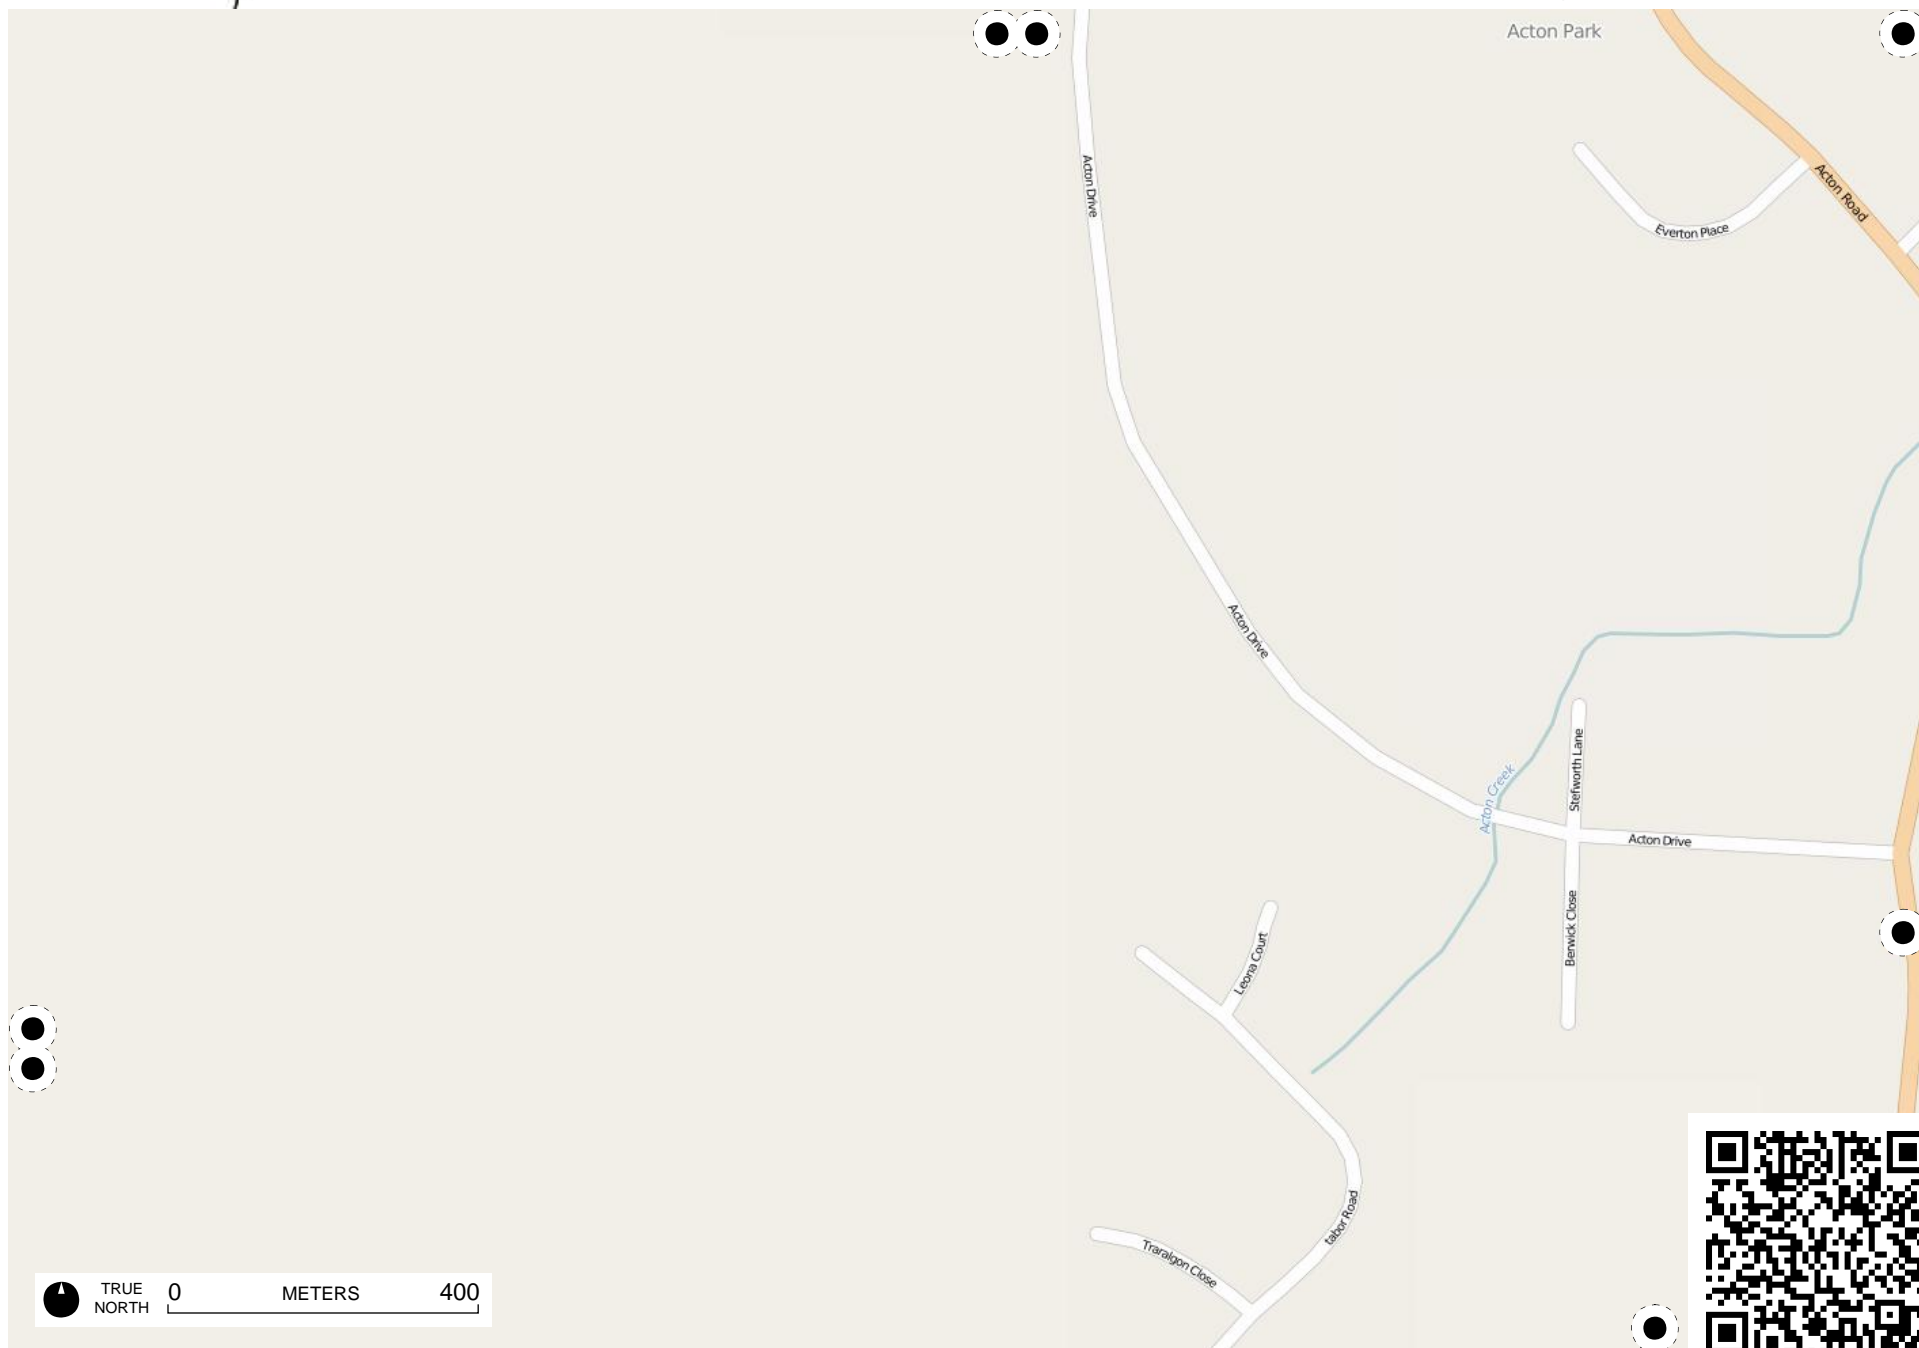 Acton Park
Acton Drive
Acton Road
Everton Place
Acton Drive
Stefworth Lane
Acton Creek
Acton Drive
Berwick Close
Leona Court
tabor Road
Traralgon Close
TRUE
NORTH
0 METERS 400